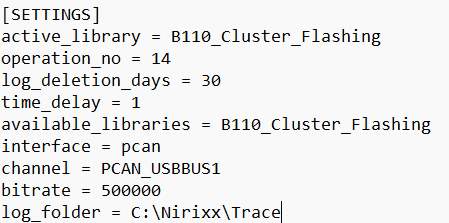 [SETTINGS]
active_library = B110_Cluster_Flashing
operation_no = 14
log_deletion_days = 30
time_delay = 1
available_libraries = B110_Cluster_Flashing
interface = pcan
channel = PCAN_USBBUS1
bitrate = 500000
log_folder = C:\Nirixx\Trace